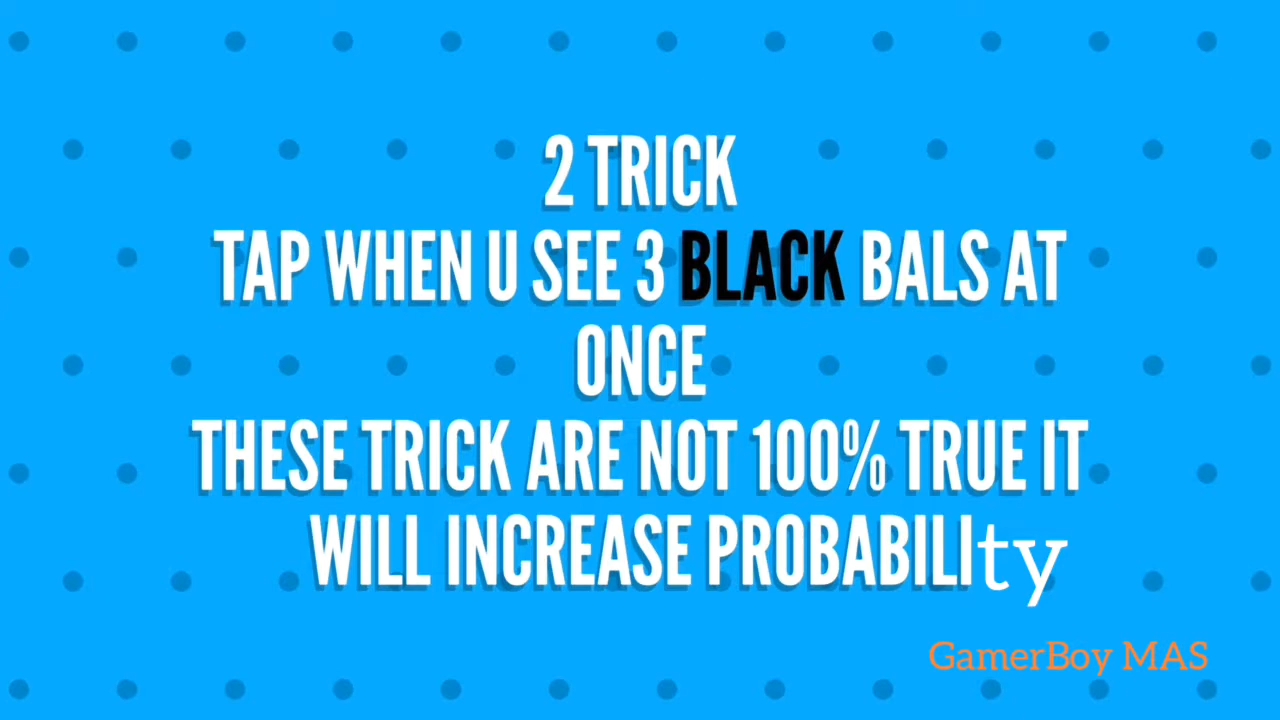 2 TRICK
TAP WHEN U SEE 3 BLACK BALS AT
ONCE
THESE TRICK ARE NOT 100% TRUE IT
WILL INCREASE PROBABILIty
GamerBoy MAS